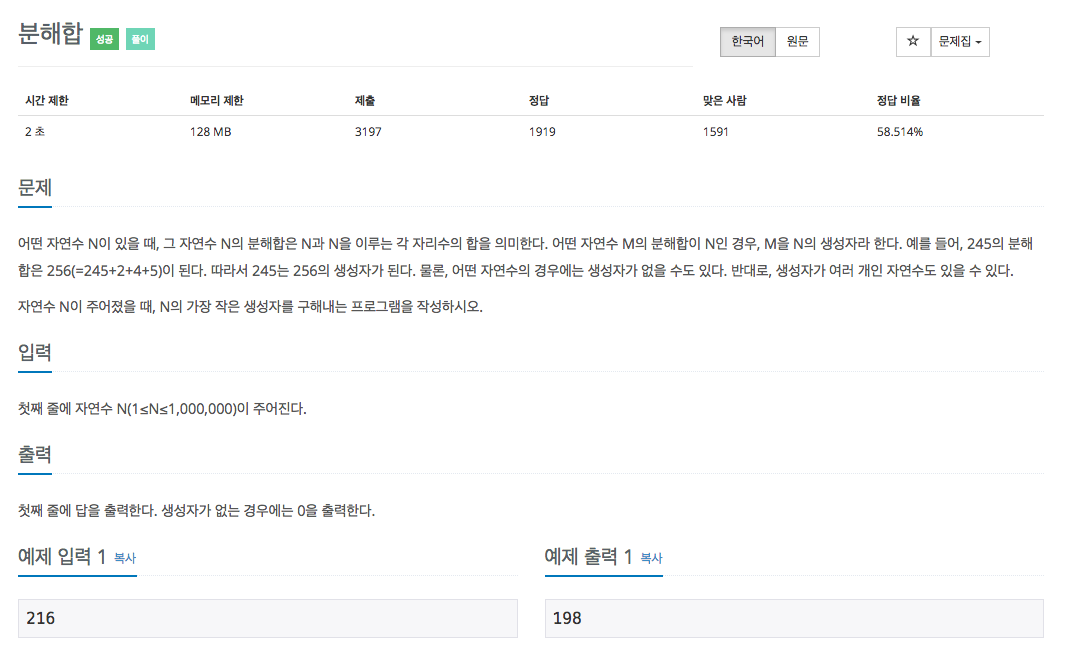 분해합 성공 풀이
한국어 원문
☆ 문제집
시간 제한 메모리 제한 제출 정답 맞은 사람 정답 비율
2 초 128 MB 3197 1919 1591 58.514%
문제
어떤 자연수 N이 있을 때, 그 자연수 N의 분해합은 N과 N을 이루는 각 자리수의 합을 의미한다. 어떤 자연수 M의 분해합이 N인 경우, M을 N의 생성자라 한다. 예를 들어, 245의 분해
합은 256(=245+2+4+5)이 된다. 따라서 245는 256의 생성자가 된다. 물론, 어떤 자연수의 경우에는 생성자가 없을 수도 있다. 반대로, 생성자가 여러 개인 자연수도 있을 수 있다.
자연수 N이 주어졌을 때, N의 가장 작은 생성자를 구해내는 프로그램을 작성하시오.
입력
첫째 줄에 자연수 N(1≤N≤1,000,000)이 주어진다.
출력
첫째 줄에 답을 출력한다. 생성자가 없는 경우에는 0을 출력한다.
예제 입력 1 복사
216
예제 출력 1 복사
198